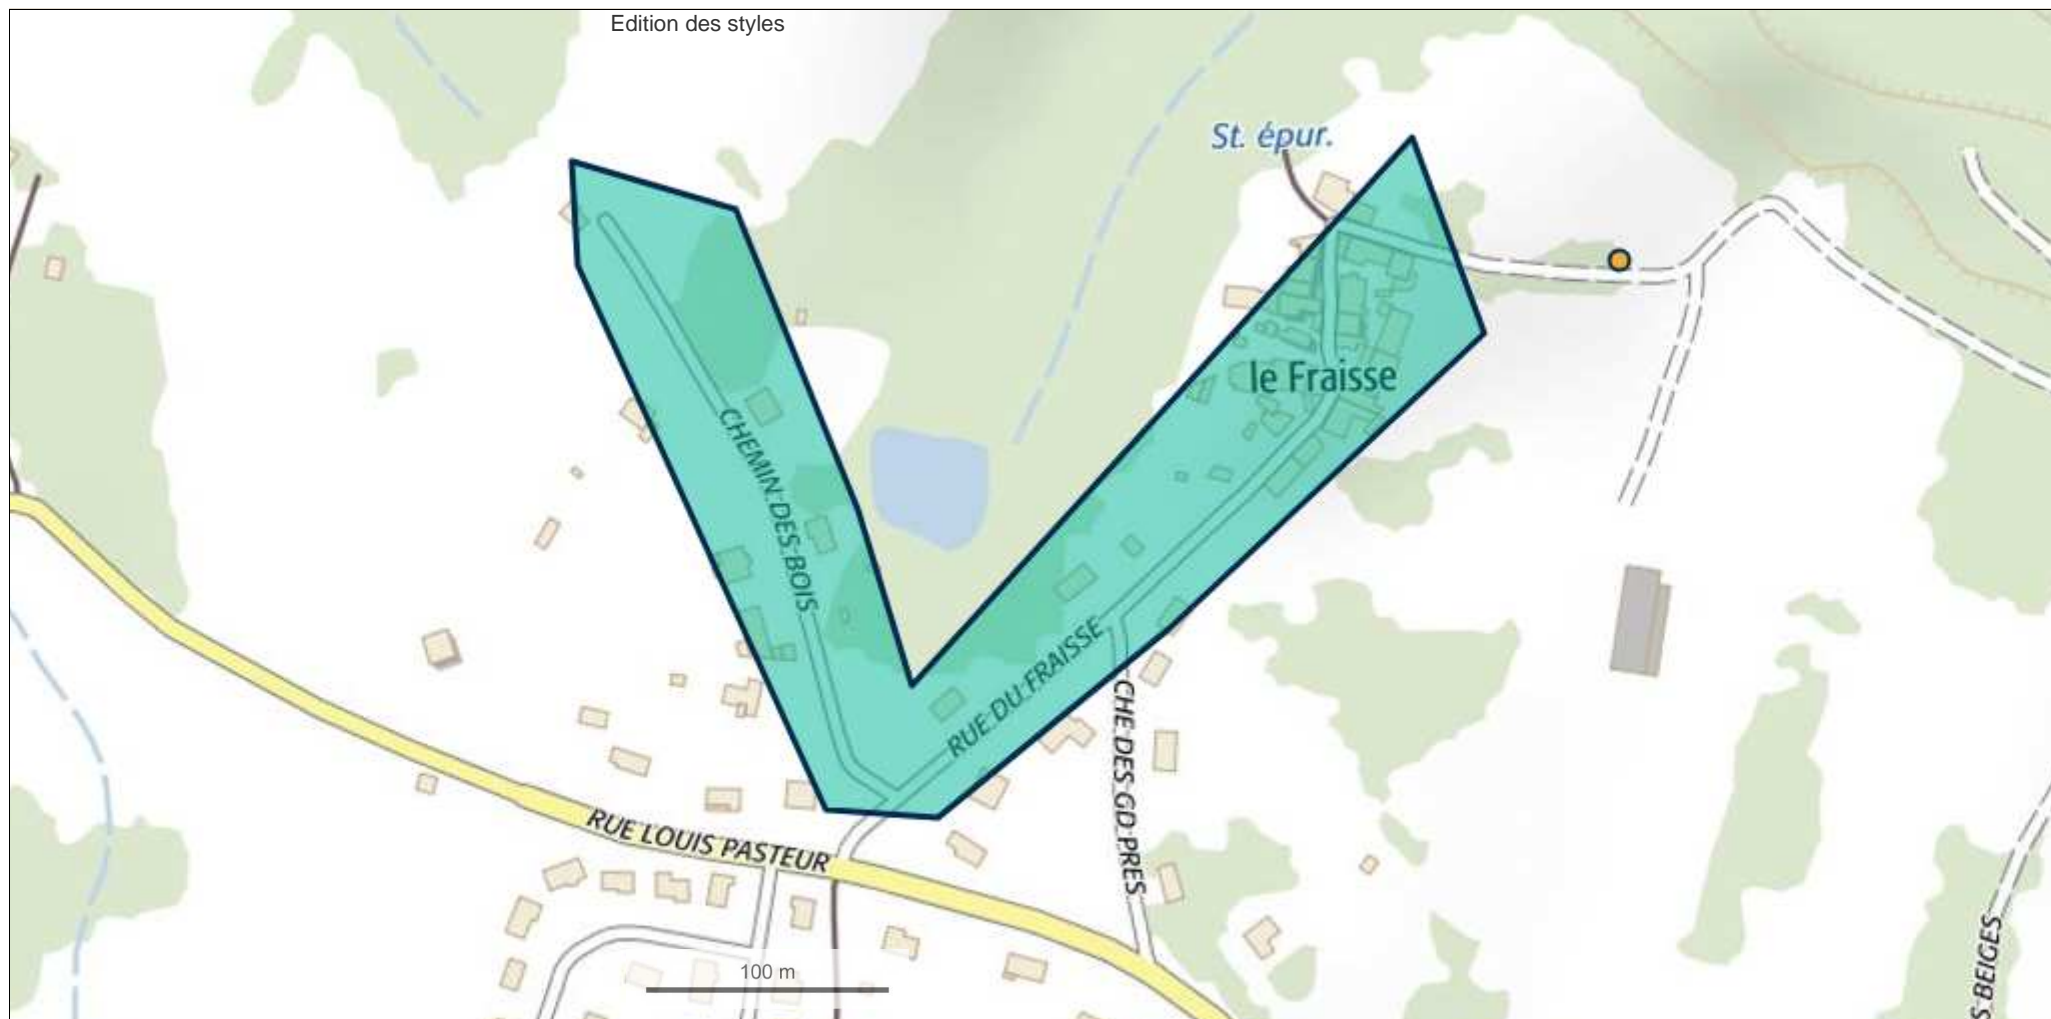 Edition des styles
St. épur.
le Fraisse
CHEMIN DES BOIS
RUE DU FRAISSE
CHE DES GD PRES
RUE LOUIS PASTEUR
100 m
S BEIGES